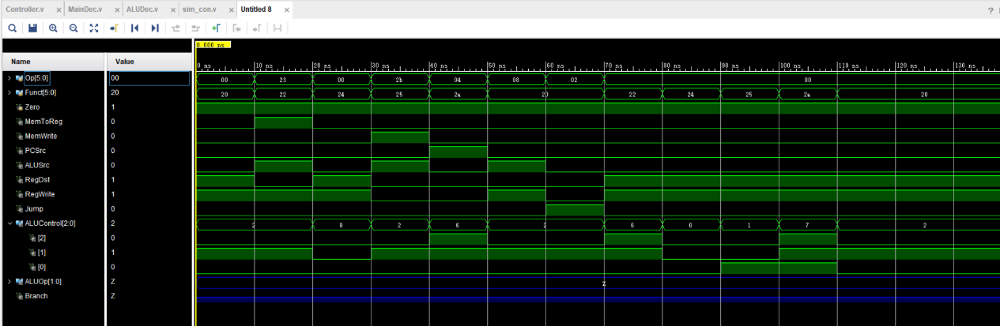 Controller.v × MainDec.v × ALUDec.v × sim_con.v × Untitled 8 × ?
0.000 ns
Name Value
0 ns 10 ns 20 ns 30 ns 40 ns 50 ns 60 ns 70 ns 80 ns 90 ns 100 ns 110 ns 120 ns 130 ns
> Op[5:0] 00 00 23 00 2b 04 08 02 00
> Funct[5:0] 20 20 22 24 25 2a 20 22 24 25 2a 20
Zero 1
MemToReg 0
MemWrite 0
PCSrc 0
ALUSrc 0
RegDst 1
RegWrite 1
Jump 0
ALUControl[2:0] 2 2 0 2 6 2 6 0 1 7 2
[2] 0
[1] 1
[0] 0
> ALUOp[1:0] Z Z
Branch Z